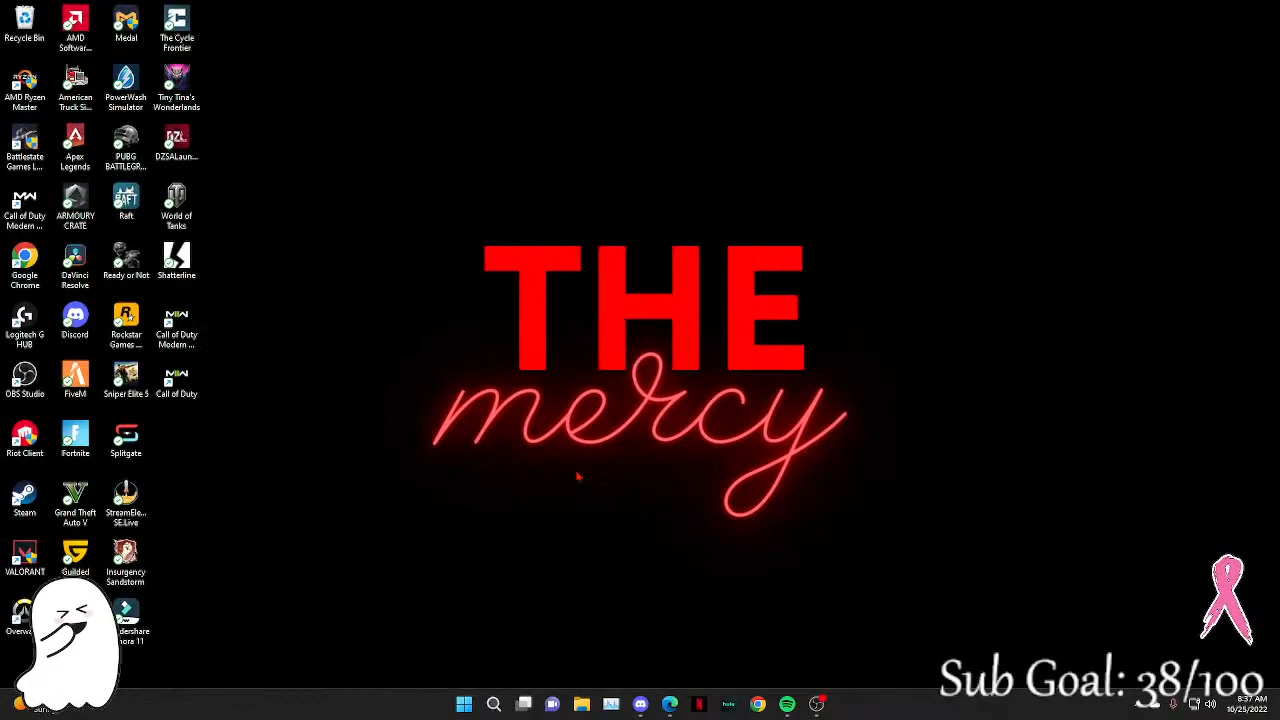 Recycle Bin
AMD Softwar...
Medal
The Cycle Frontier
AMD Ryzen Master
American Truck Si...
PowerWash Simulator
Tiny Tina's Wonderlands
Battlestate Games L...
Apex Legends
PUBG BATTLEGR...
DZSALaun...
Call of Duty Modern ...
ARMOURY CRATE
Raft
World of Tanks
Google Chrome
DaVinci Resolve
Ready or Not
Shatterline
Logitech G HUB
Discord
Rockstar Games ...
Call of Duty Modern ...
OBS Studio
FiveM
Sniper Elite 5
Call of Duty
Riot Client
Fortnite
Splitgate
Steam
Grand Theft Auto V
StreamEle... SE.Live
VALORANT
Guilded
Insurgency Sandstorm
THE
mercy
Sub Goal: 38/100
8:37 AM
10/25/2022